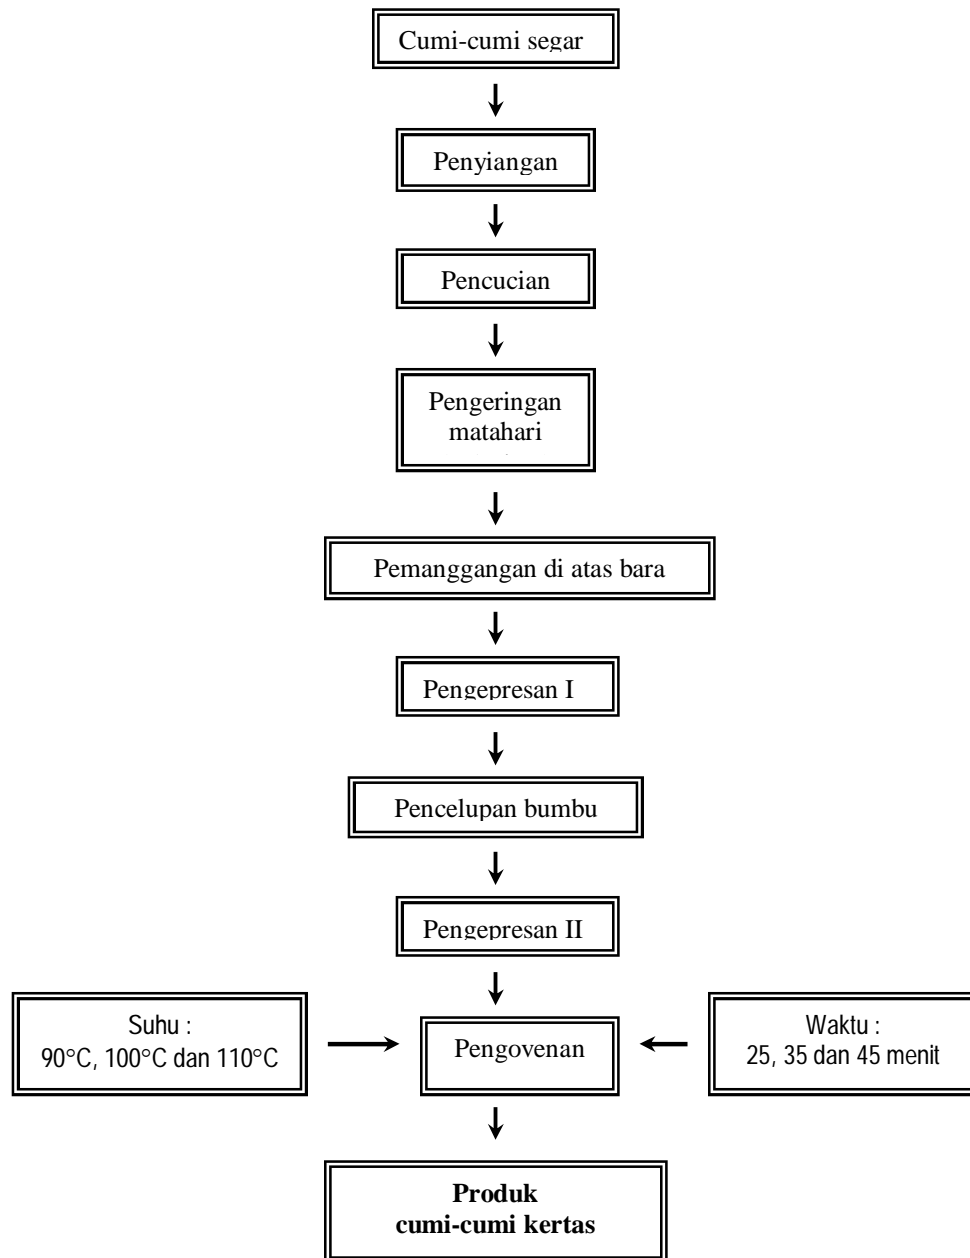 Cumi-cumi segar
Penyiangan
Pencucian
Pengeringan
matahari
Pemanggangan di atas bara
Pengepresan I
Pencelupan bumbu
Pengepresan II
Suhu :
90°C, 100°C dan 110°C
Pengovenan
Waktu :
25, 35 dan 45 menit
Produk
cumi-cumi kertas